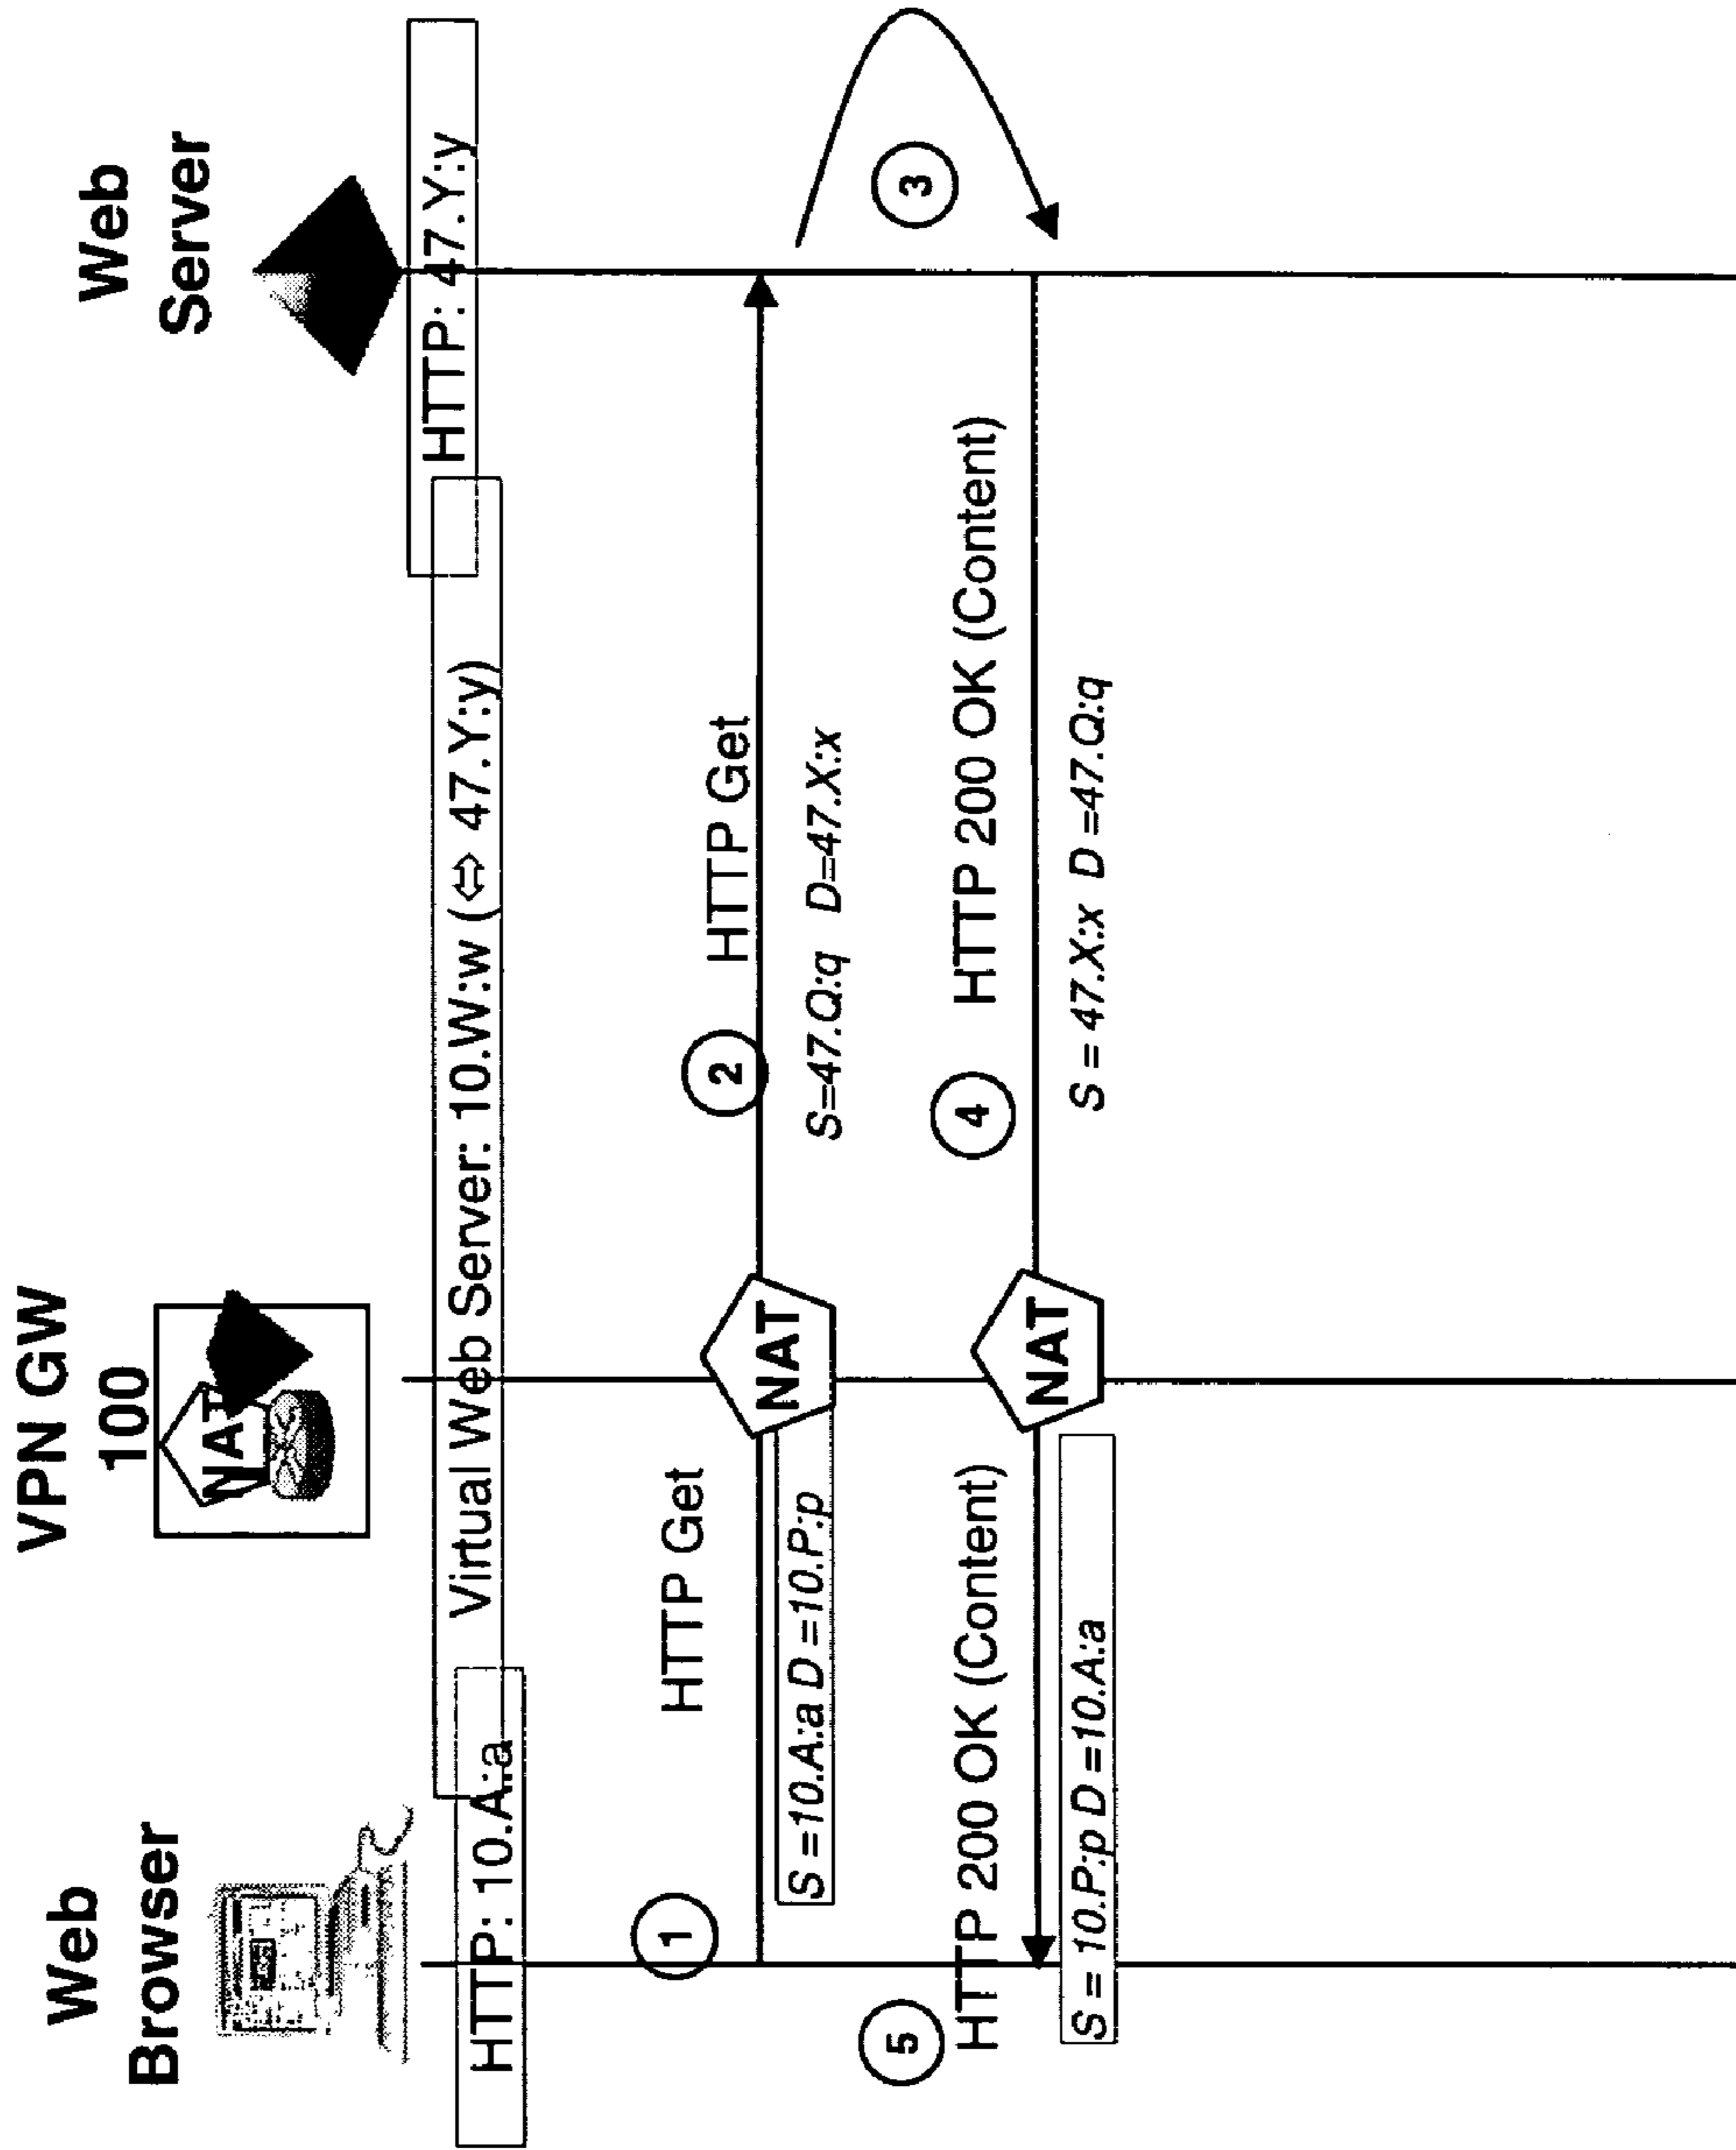 Web
Browser
VPN GW
100
NAT
Web
Server
HTTP: 10.A:a
Virtual Web Server: 10.W:w (⇔ 47.Y:y)
HTTP: 47.Y:y
1
HTTP Get
2
HTTP Get
NAT
S =10.A:a D =10.P:p
S=47.Q:q D=47.X:x
3
5
HTTP 200 OK (Content)
4
HTTP 200 OK (Content)
NAT
S = 10.P:p D =10.A:a
S = 47.X:x D =47.Q:q